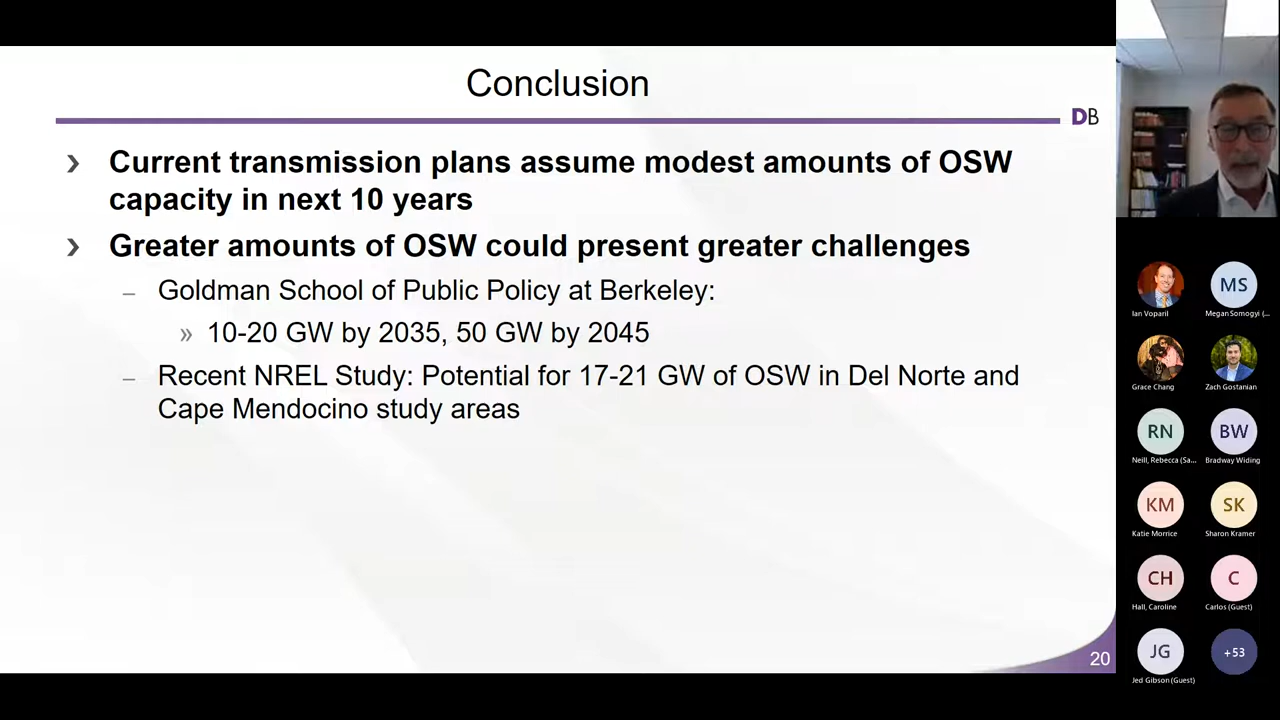 Conclusion
DB
› Current transmission plans assume modest amounts of OSW
capacity in next 10 years
› Greater amounts of OSW could present greater challenges
– Goldman School of Public Policy at Berkeley:
» 10-20 GW by 2035, 50 GW by 2045
– Recent NREL Study: Potential for 17-21 GW of OSW in Del Norte and
Cape Mendocino study areas
20
Ian Voparil
MS
Megan Somogyi (...
Grace Chang
Zach Gostanian
RN
Neill, Rebecca (Sa...
BW
Bradway Widing
KM
Katie Morrice
SK
Sharon Kramer
CH
Hall, Caroline
C
Carlos (Guest)
JG
Jed Gibson (Guest)
+53